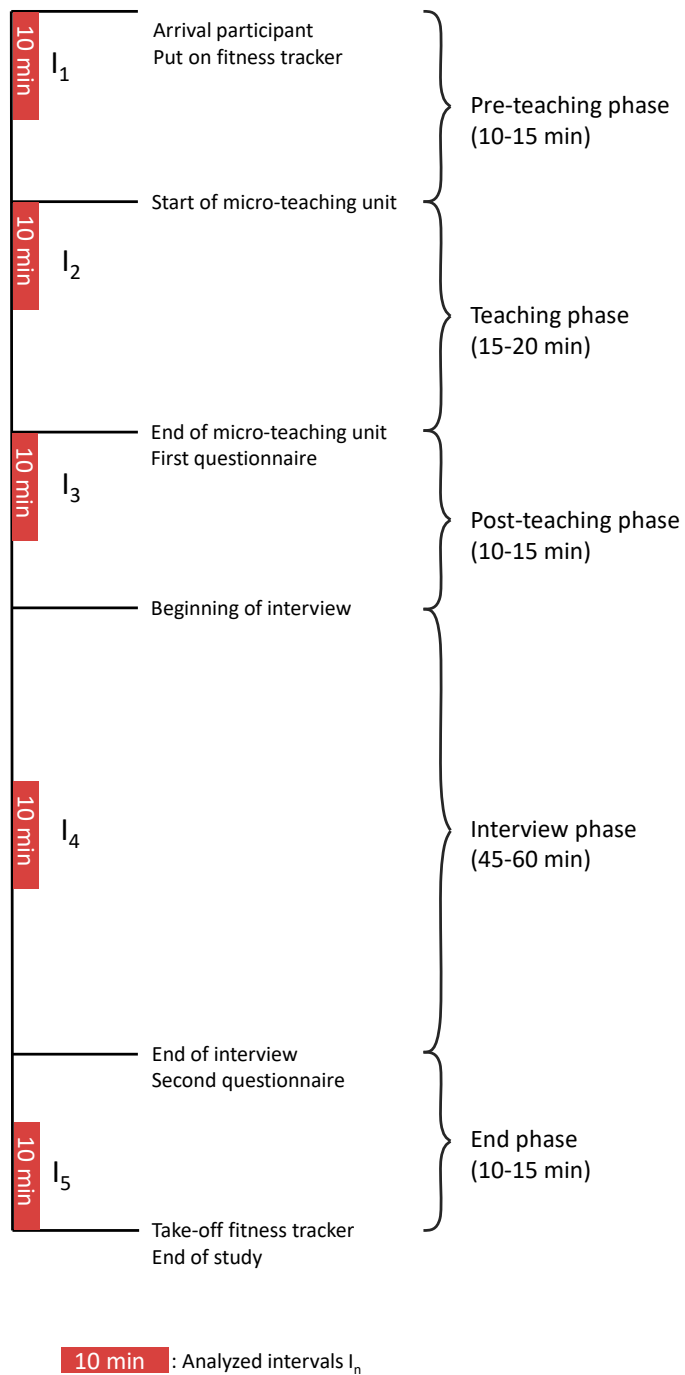 Arrival participant
Put on fitness tracker
10 min
I1
Pre-teaching phase
(10-15 min)
Start of micro-teaching unit
10 min
I2
Teaching phase
(15-20 min)
End of micro-teaching unit
First questionnaire
10 min
I3
Post-teaching phase
(10-15 min)
Beginning of interview
10 min
I4
Interview phase
(45-60 min)
End of interview
Second questionnaire
10 min
I5
End phase
(10-15 min)
Take-off fitness tracker
End of study
10 min : Analyzed intervals In